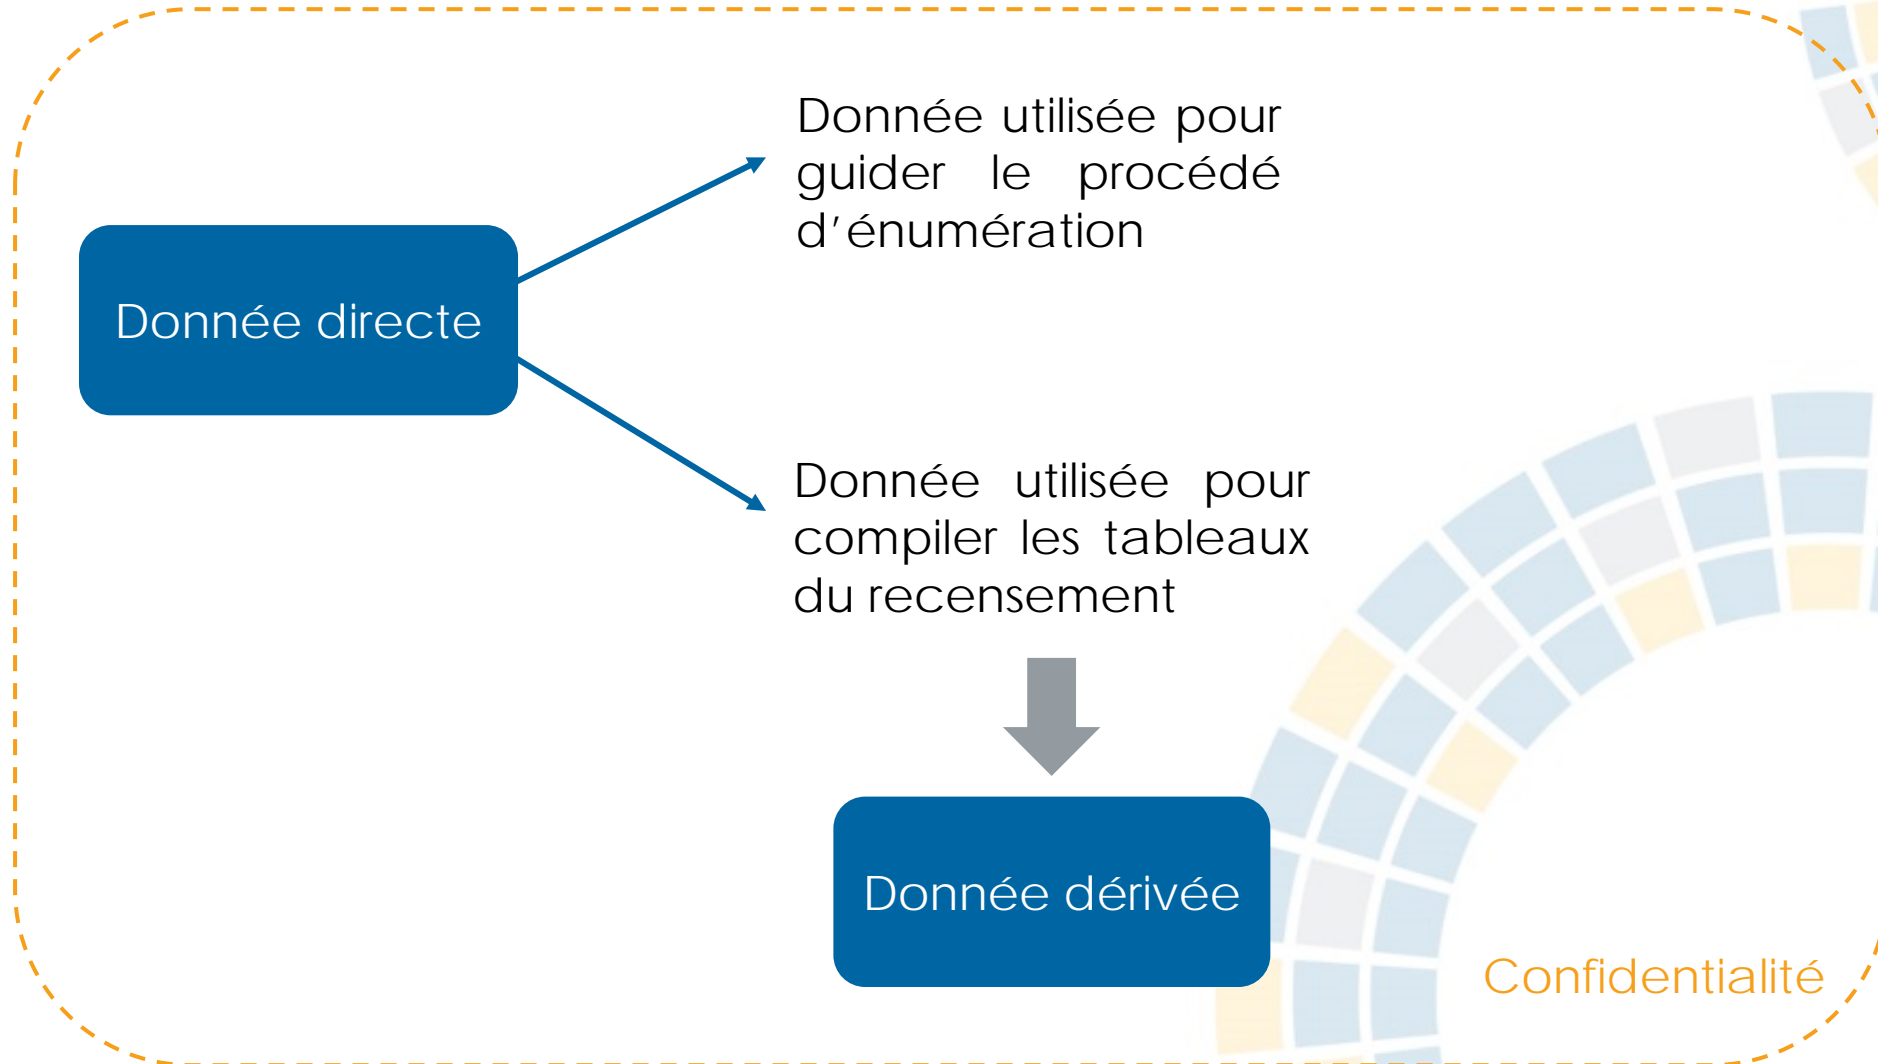 Donnée utilisée pour
guider le procédé
d’énumération
Donnée directe
Donnée utilisée pour
compiler les tableaux
du recensement
Donnée dérivée
Confidentialité